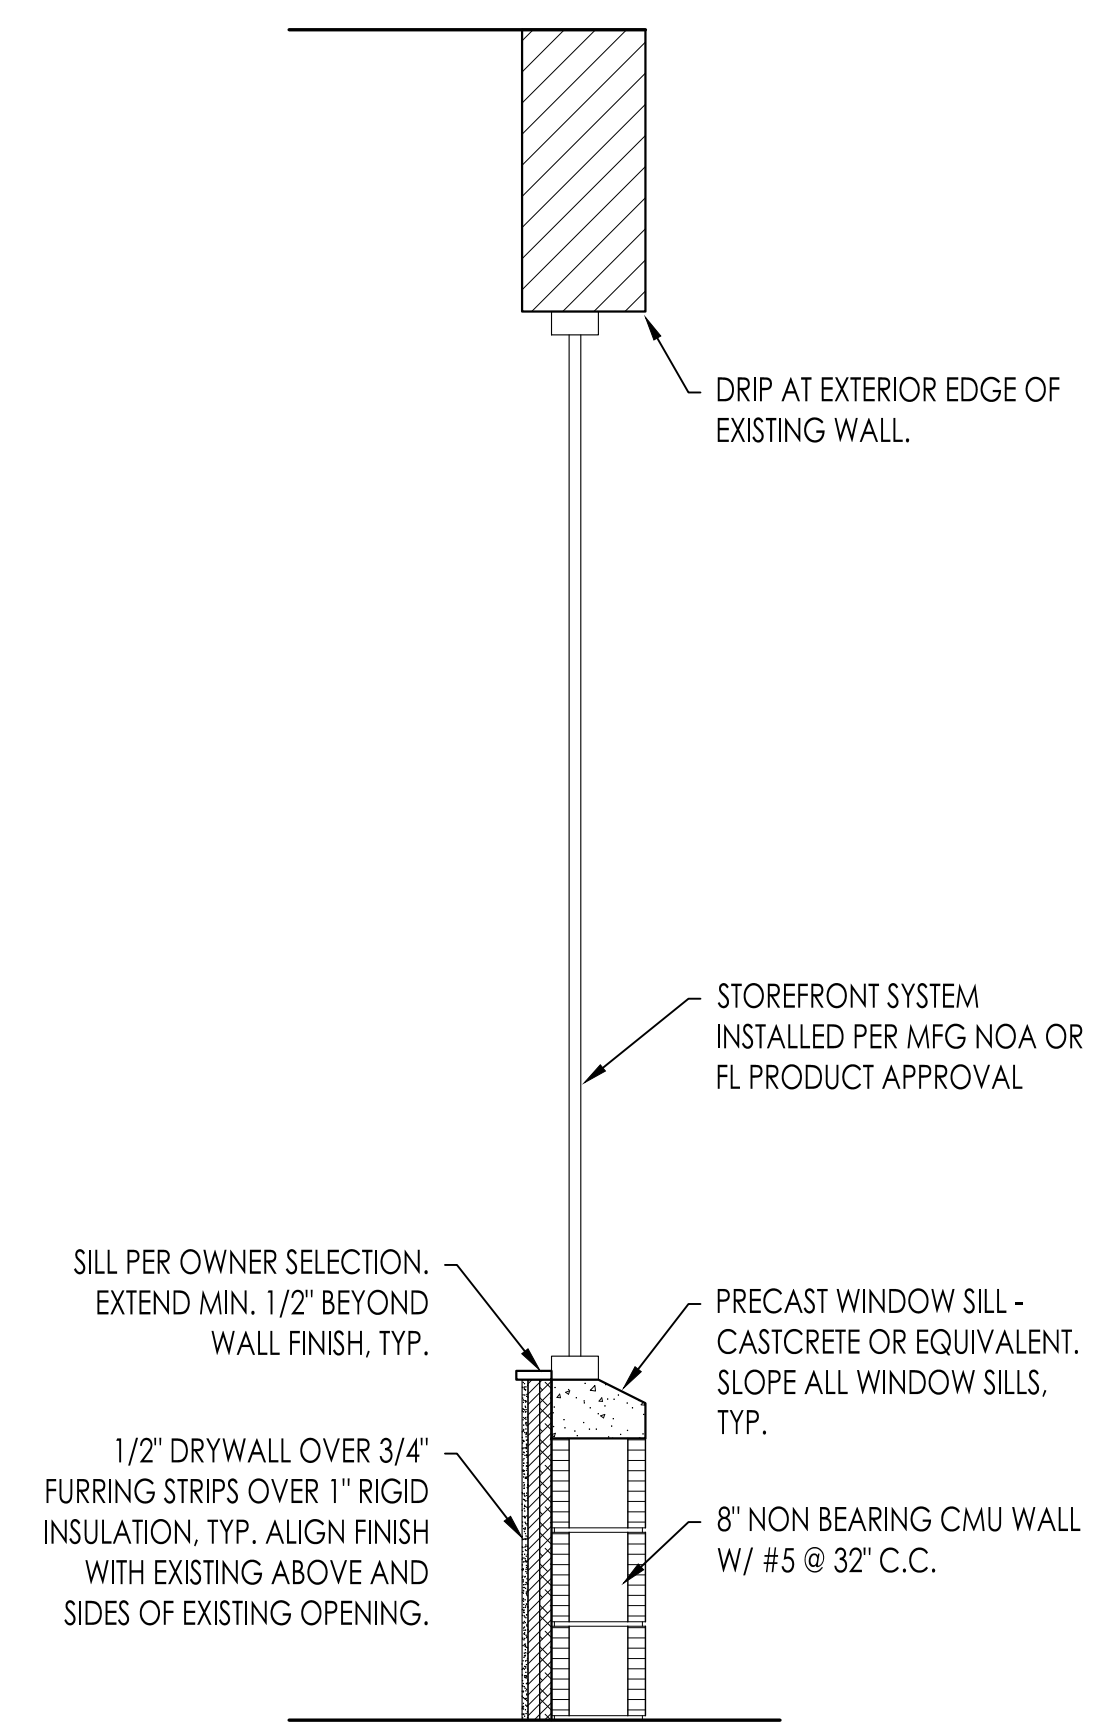 DRIP AT EXTERIOR EDGE OF
EXISTING WALL.
STOREFRONT SYSTEM
INSTALLED PER MFG NOA OR
FL PRODUCT APPROVAL
SILL PER OWNER SELECTION.
EXTEND MIN. 1/2" BEYOND
WALL FINISH, TYP.
PRECAST WINDOW SILL -
CASTCRETE OR EQUIVALENT.
SLOPE ALL WINDOW SILLS,
TYP.
1/2" DRYWALL OVER 3/4"
FURRING STRIPS OVER 1" RIGID
INSULATION, TYP. ALIGN FINISH
WITH EXISTING ABOVE AND
SIDES OF EXISTING OPENING.
8" NON BEARING CMU WALL
W/ #5 @ 32" C.C.